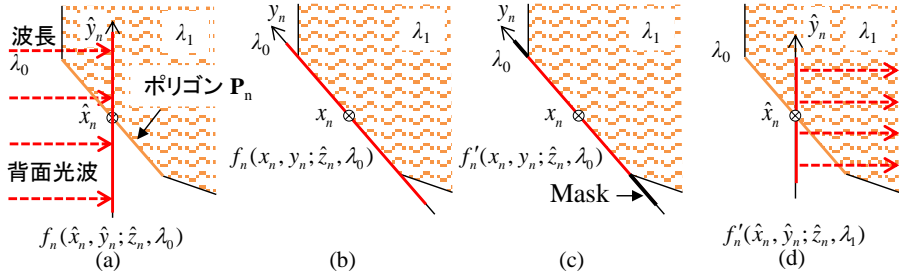 波長
λ₀
ŷₙ
λ₁
ポリゴン Pₙ
x̂ₙ
背面光波
fₙ(x̂ₙ, ŷₙ; ẑₙ, λ₀)
(a)
yₙ
λ₀
λ₁
xₙ
fₙ(xₙ, yₙ; ẑₙ, λ₀)
(b)
yₙ
λ₀
λ₁
xₙ
f′ₙ(xₙ, yₙ; ẑₙ, λ₀)
Mask
(c)
λ₀
ŷₙ
λ₁
x̂ₙ
f′ₙ(x̂ₙ, ŷₙ; ẑₙ, λ₁)
(d)